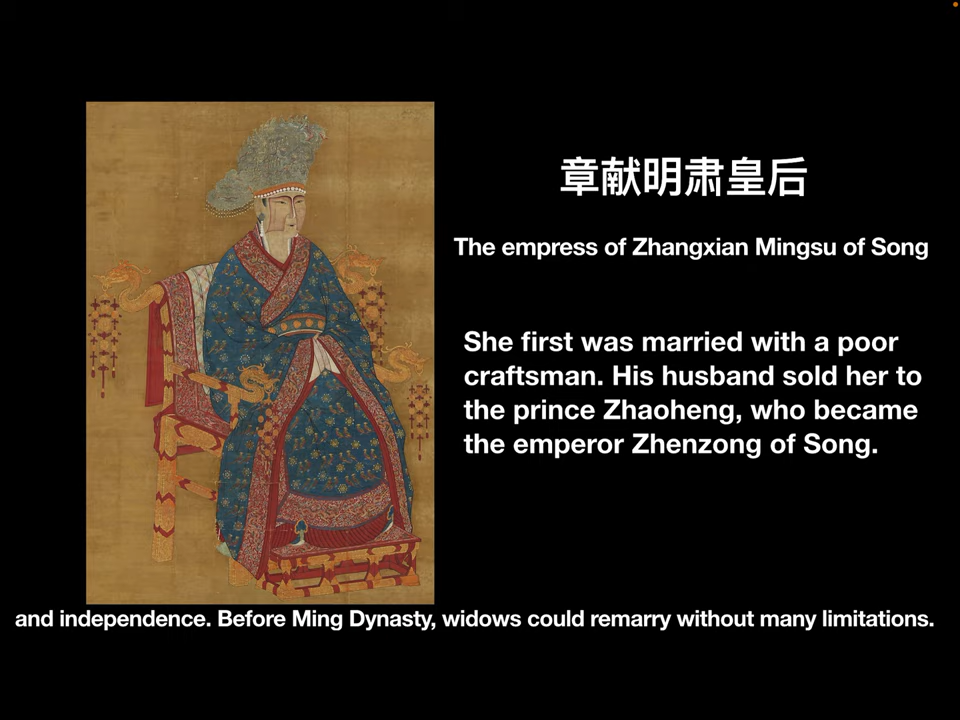 章献明肃皇后
The empress of Zhangxian Mingsu of Song
She first was married with a poor
craftsman. His husband sold her to
the prince Zhaoheng, who became
the emperor Zhenzong of Song.
and independence. Before Ming Dynasty, widows could remarry without many limitations.